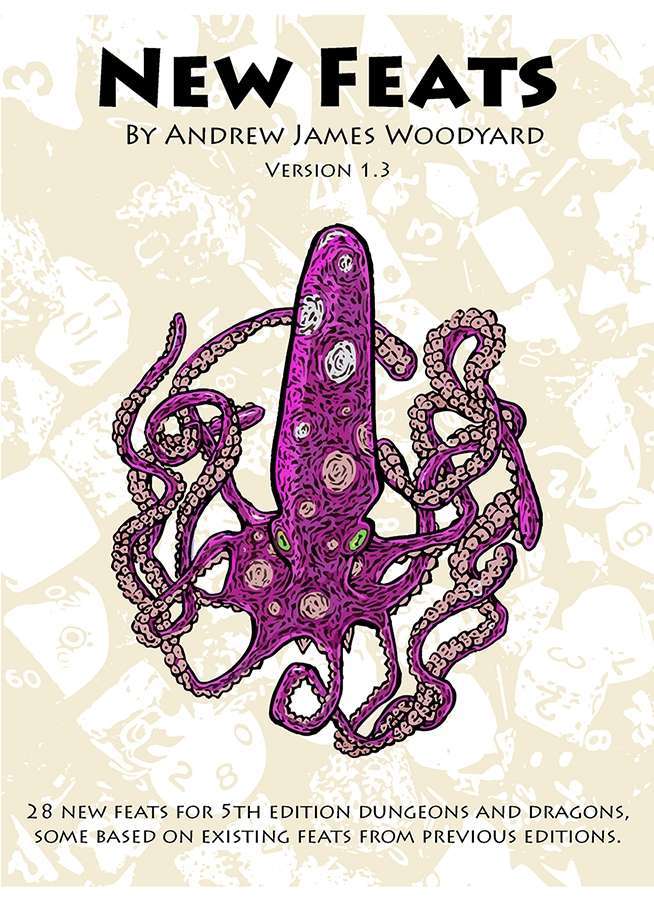 New Feats
By Andrew James Woodyard
Version 1.3
28 new feats for 5th edition Dungeons and Dragons,
some based on existing feats from previous editions.